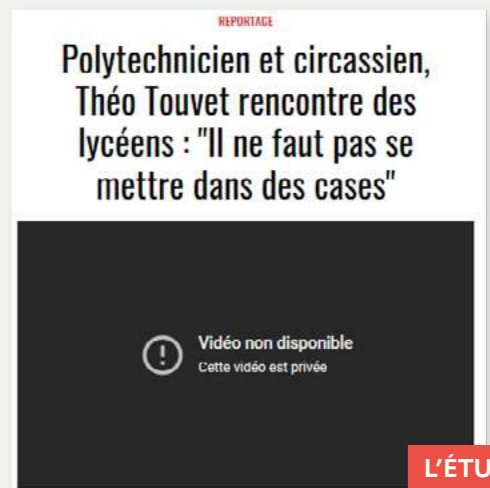 REPORTAGE
Polytechnicien et circassien,
Théo Touvet rencontre des
lycéens : "Il ne faut pas se
mettre dans des cases"
Vidéo non disponible
Cette vidéo est privée
L'ÉTU